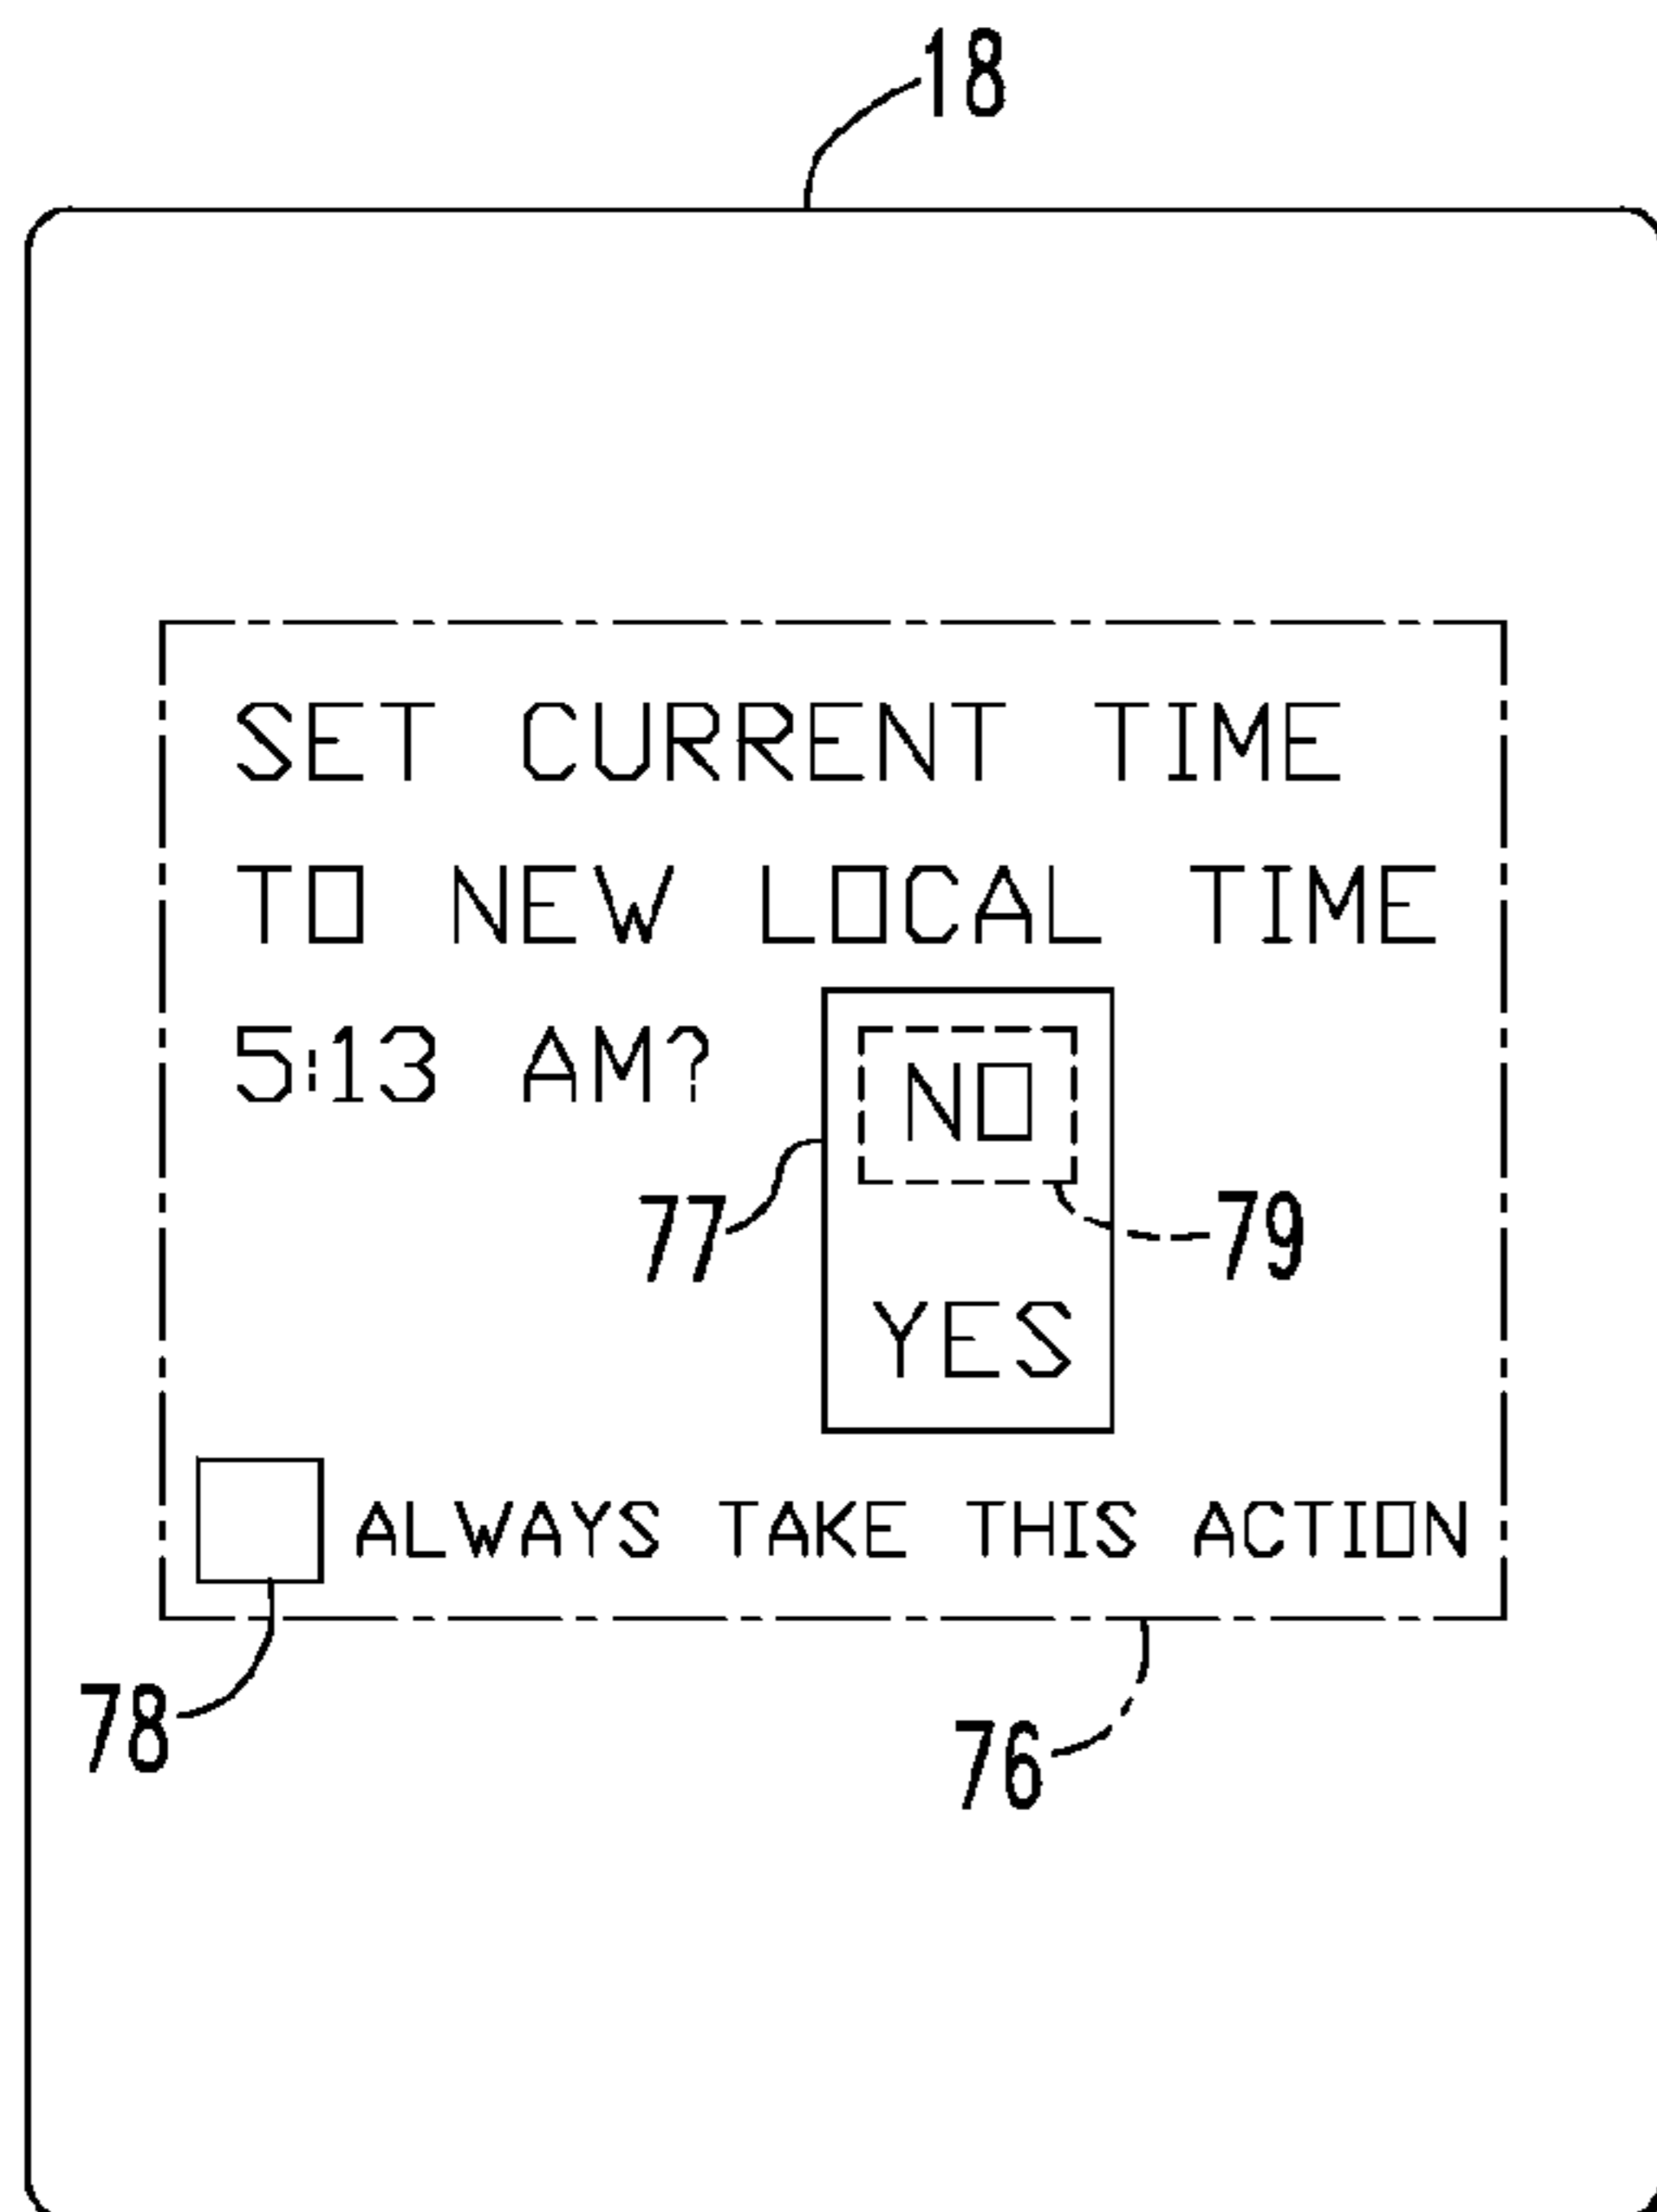 18
SET CURRENT TIME
TO NEW LOCAL TIME
5:13 AM?
NO
77
79
YES
ALWAYS TAKE THIS ACTION
78
76